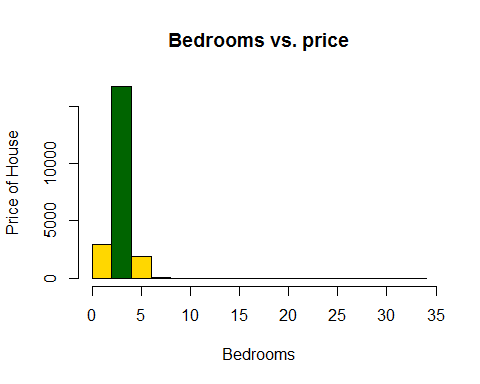 Bedrooms vs. price
Price of House
10000
5000
0
0 5 10 15 20 25 30 35
Bedrooms